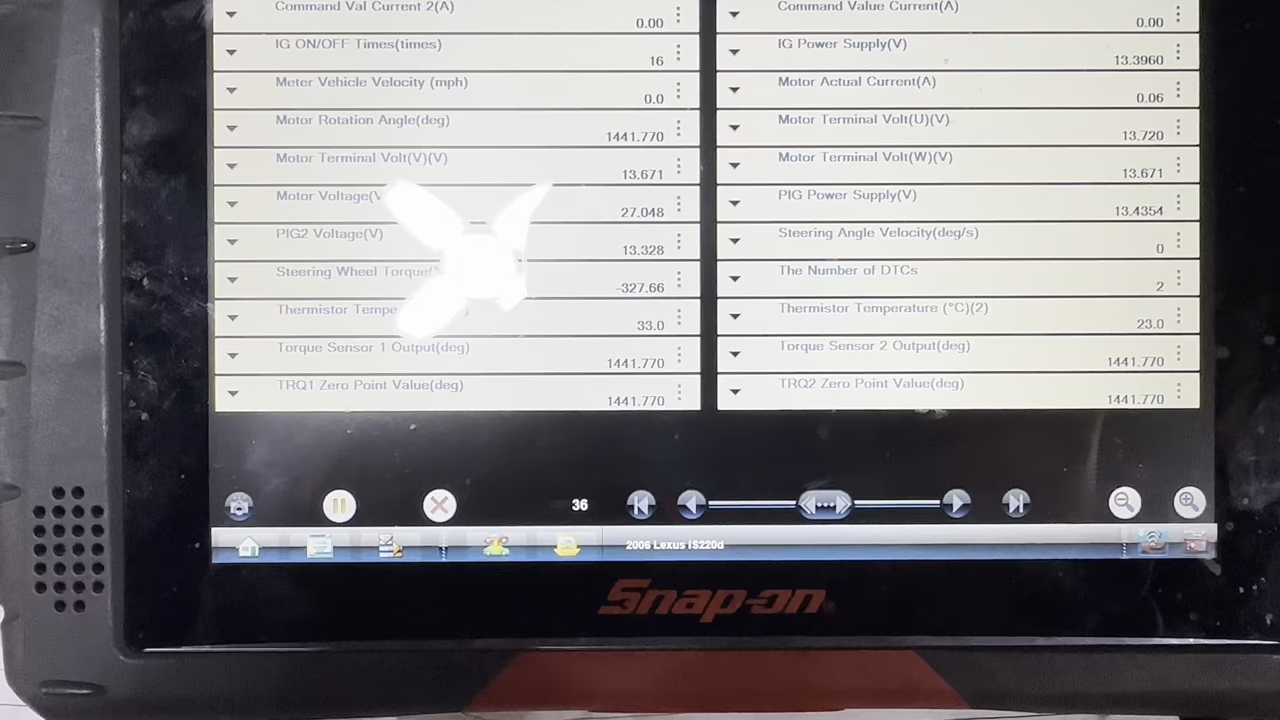 Command Val Current 2(A)
0.00
Command Value Current(A)
0.00
IG ON/OFF Times(times)
16
IG Power Supply(V)
13.3960
Meter Vehicle Velocity (mph)
0.0
Motor Actual Current(A)
0.06
Motor Rotation Angle(deg)
1441.770
Motor Terminal Volt(U)(V)
13.720
Motor Terminal Volt(V)(V)
13.671
Motor Terminal Volt(W)(V)
13.671
Motor Voltage(V
27.048
PIG Power Supply(V)
13.4354
PIG2 Voltage(V)
13.328
Steering Angle Velocity(deg/s)
0
Steering Wheel Torque(
-327.66
The Number of DTCs
2
Thermistor Tempe
33.0
Thermistor Temperature (°C)(2)
23.0
Torque Sensor 1 Output(deg)
1441.770
Torque Sensor 2 Output(deg)
1441.770
TRQ1 Zero Point Value(deg)
1441.770
TRQ2 Zero Point Value(deg)
1441.770
36
2006 Lexus IS220d
Snap-on®